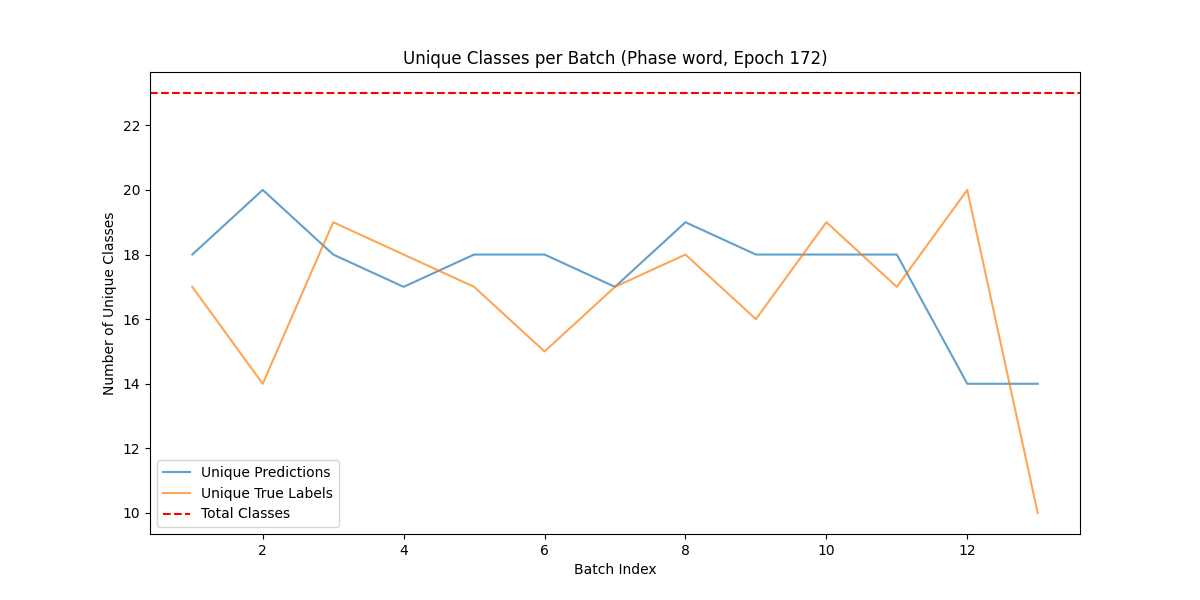 Unique Classes per Batch (Phase word, Epoch 172)
Number of Unique Classes
22
20
18
16
14
12
10
Unique Predictions
Unique True Labels
Total Classes
2 4 6 8 10 12
Batch Index